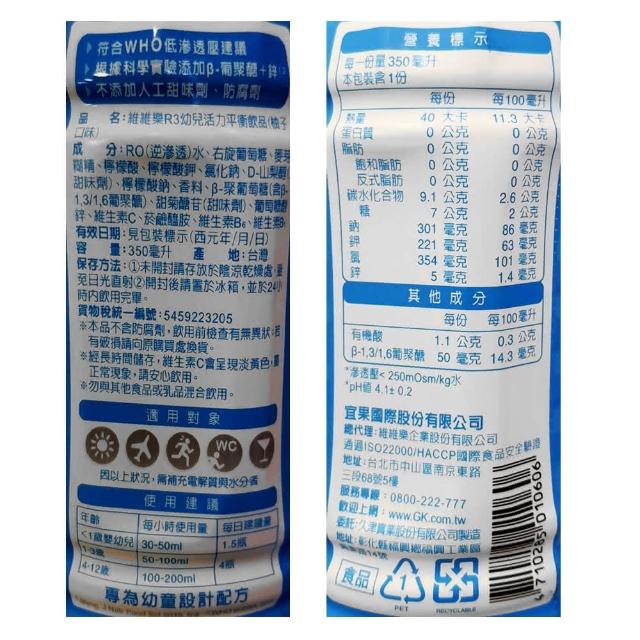 符合WHO低滲透壓建議
根據科學實驗添加β-葡聚醣+鋅
不添加人工甜味劑、防腐劑
品 名:維維樂R3幼兒活力平衡飲品(柚子
口味)
成 分:RO(逆滲透)水、右旋葡萄糖、麥芽
糊精、檸檬酸、檸檬酸鉀、氯化鈉、D-山梨醇
甜味劑)、檸檬酸鈉、香料、β-聚葡萄糖(含β-
1,3/1,6葡聚醣)、甜菊醣苷(甜味劑)、葡萄糖酸
鋅、維生素C、菸鹼醯胺、維生素B₆、維生素B₁
有效日期:見包裝標示(西元年/月/日)
容 量:350毫升 產 地:台灣
保存方法:①未開封請存放於陰涼乾燥處,
免日光直射②開封後請置於冰箱,並於24小
時內飲用完畢。
貨物稅統一編號:5459223205
*本品不含防腐劑,飲用前檢查有無異狀,若
有破損請向原購買處換貨。
*經長時間儲存,維生素C會呈現淡黃色,屬
正常現象,請安心飲用。
*勿與其他食品或乳品混合飲用。
適用對象
WC
因以上狀況,需補充電解質與水分者
使用建議
年齡 每小時使用量 每日建議量
<1歲嬰幼兒 30-50ml 1.5瓶
1-3歲 50-100ml 4瓶
4-12歲 100-200ml
專為幼童設計配方
營養標示
每一份量350毫升
本包裝含1份
每份 每100毫升
熱量 40 大卡 11.3 大卡
蛋白質 0 公克 0 公克
脂肪 0 公克 0 公克
飽和脂肪 0 公克 0 公克
反式脂肪 0 公克 0 公克
碳水化合物 9.1 公克 2.6 公克
糖 7 公克 2 公克
鈉 301 毫克 86 毫克
鉀 221 毫克 63 毫克
氯 354 毫克 101 毫克
鋅 5 毫克 1.4 毫克
其他成分
每份 每100毫升
有機酸 1.1 公克 0.3 公克
β-1,3/1,6葡聚醣 50 毫克 14.3 毫克
*滲透壓< 250mOsm/kg水
*pH值 4.1±0.2
宜果國際股份有限公司
總代理:維維樂企業股份有限公司
通過ISO22000/HACCP國際食品安全驗證
地址:台北市中山區南京東路
三段68號5樓
服務專線:0800-222-777
歡迎上網:www.GK.com.tw
委託:久津實業股份有限公司製造
地址:彰化縣福興鄉福興工業區
食品
1
PET
RECYCLABLE
4 710285 010606